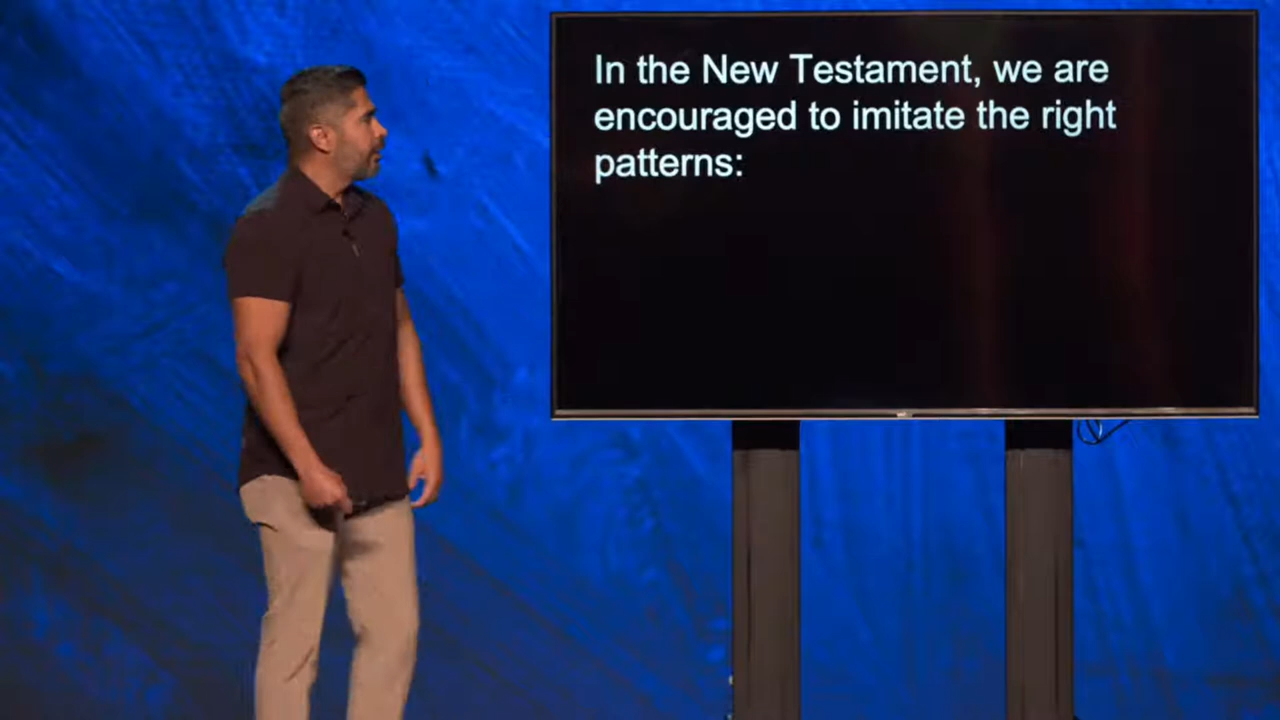 In the New Testament, we are
encouraged to imitate the right
patterns: